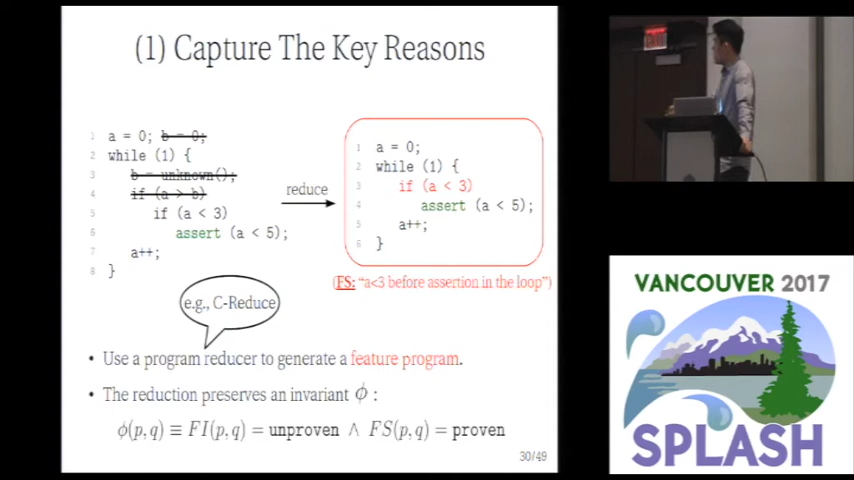 (1) Capture The Key Reasons
1 a = 0; b = 0;
2 while (1) {
3 b = unknown();
4 if (a > b)
5 if (a < 3)
6 assert (a < 5);
7 a++;
8 }
reduce
1 a = 0;
2 while (1) {
3 if (a < 3)
4 assert (a < 5);
5 a++;
6 }
(FS: "a<3 before assertion in the loop")
e.g., C-Reduce
• Use a program reducer to generate a feature program.
• The reduction preserves an invariant ϕ :
ϕ(p, q) ≡ FI(p, q) = unproven ∧ FS(p, q) = proven
30/49
EXIT
VANCOUVER 2017
SPLASH